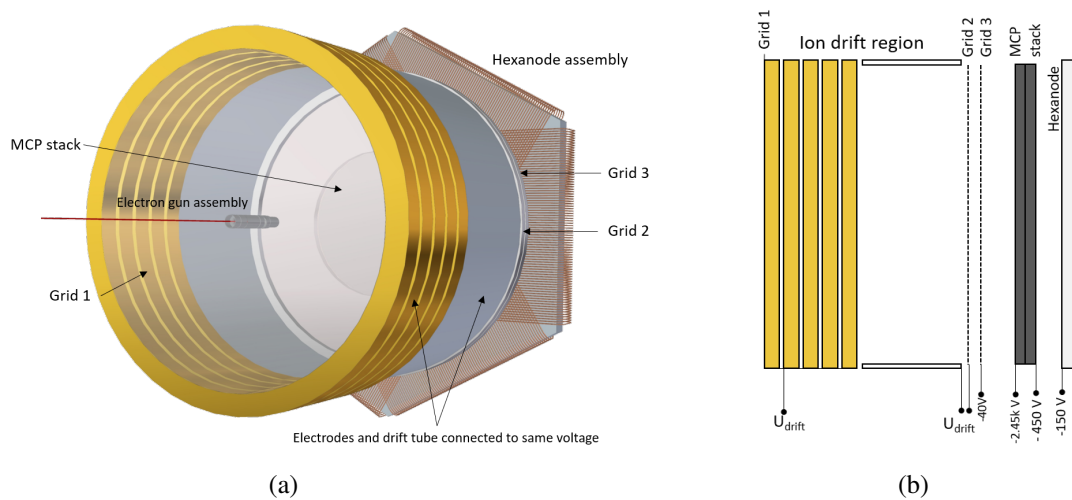 Hexanode assembly
MCP stack
Electron gun assembly
Grid 3
Grid 2
Grid 1
Electrodes and drift tube connected to same voltage
(a)
Grid 1
Ion drift region
Grid 2
Grid 3
MCP
stack
Hexanode
U_drift
U_drift
-40V
-2.45k V
- 450 V
-150 V
(b)